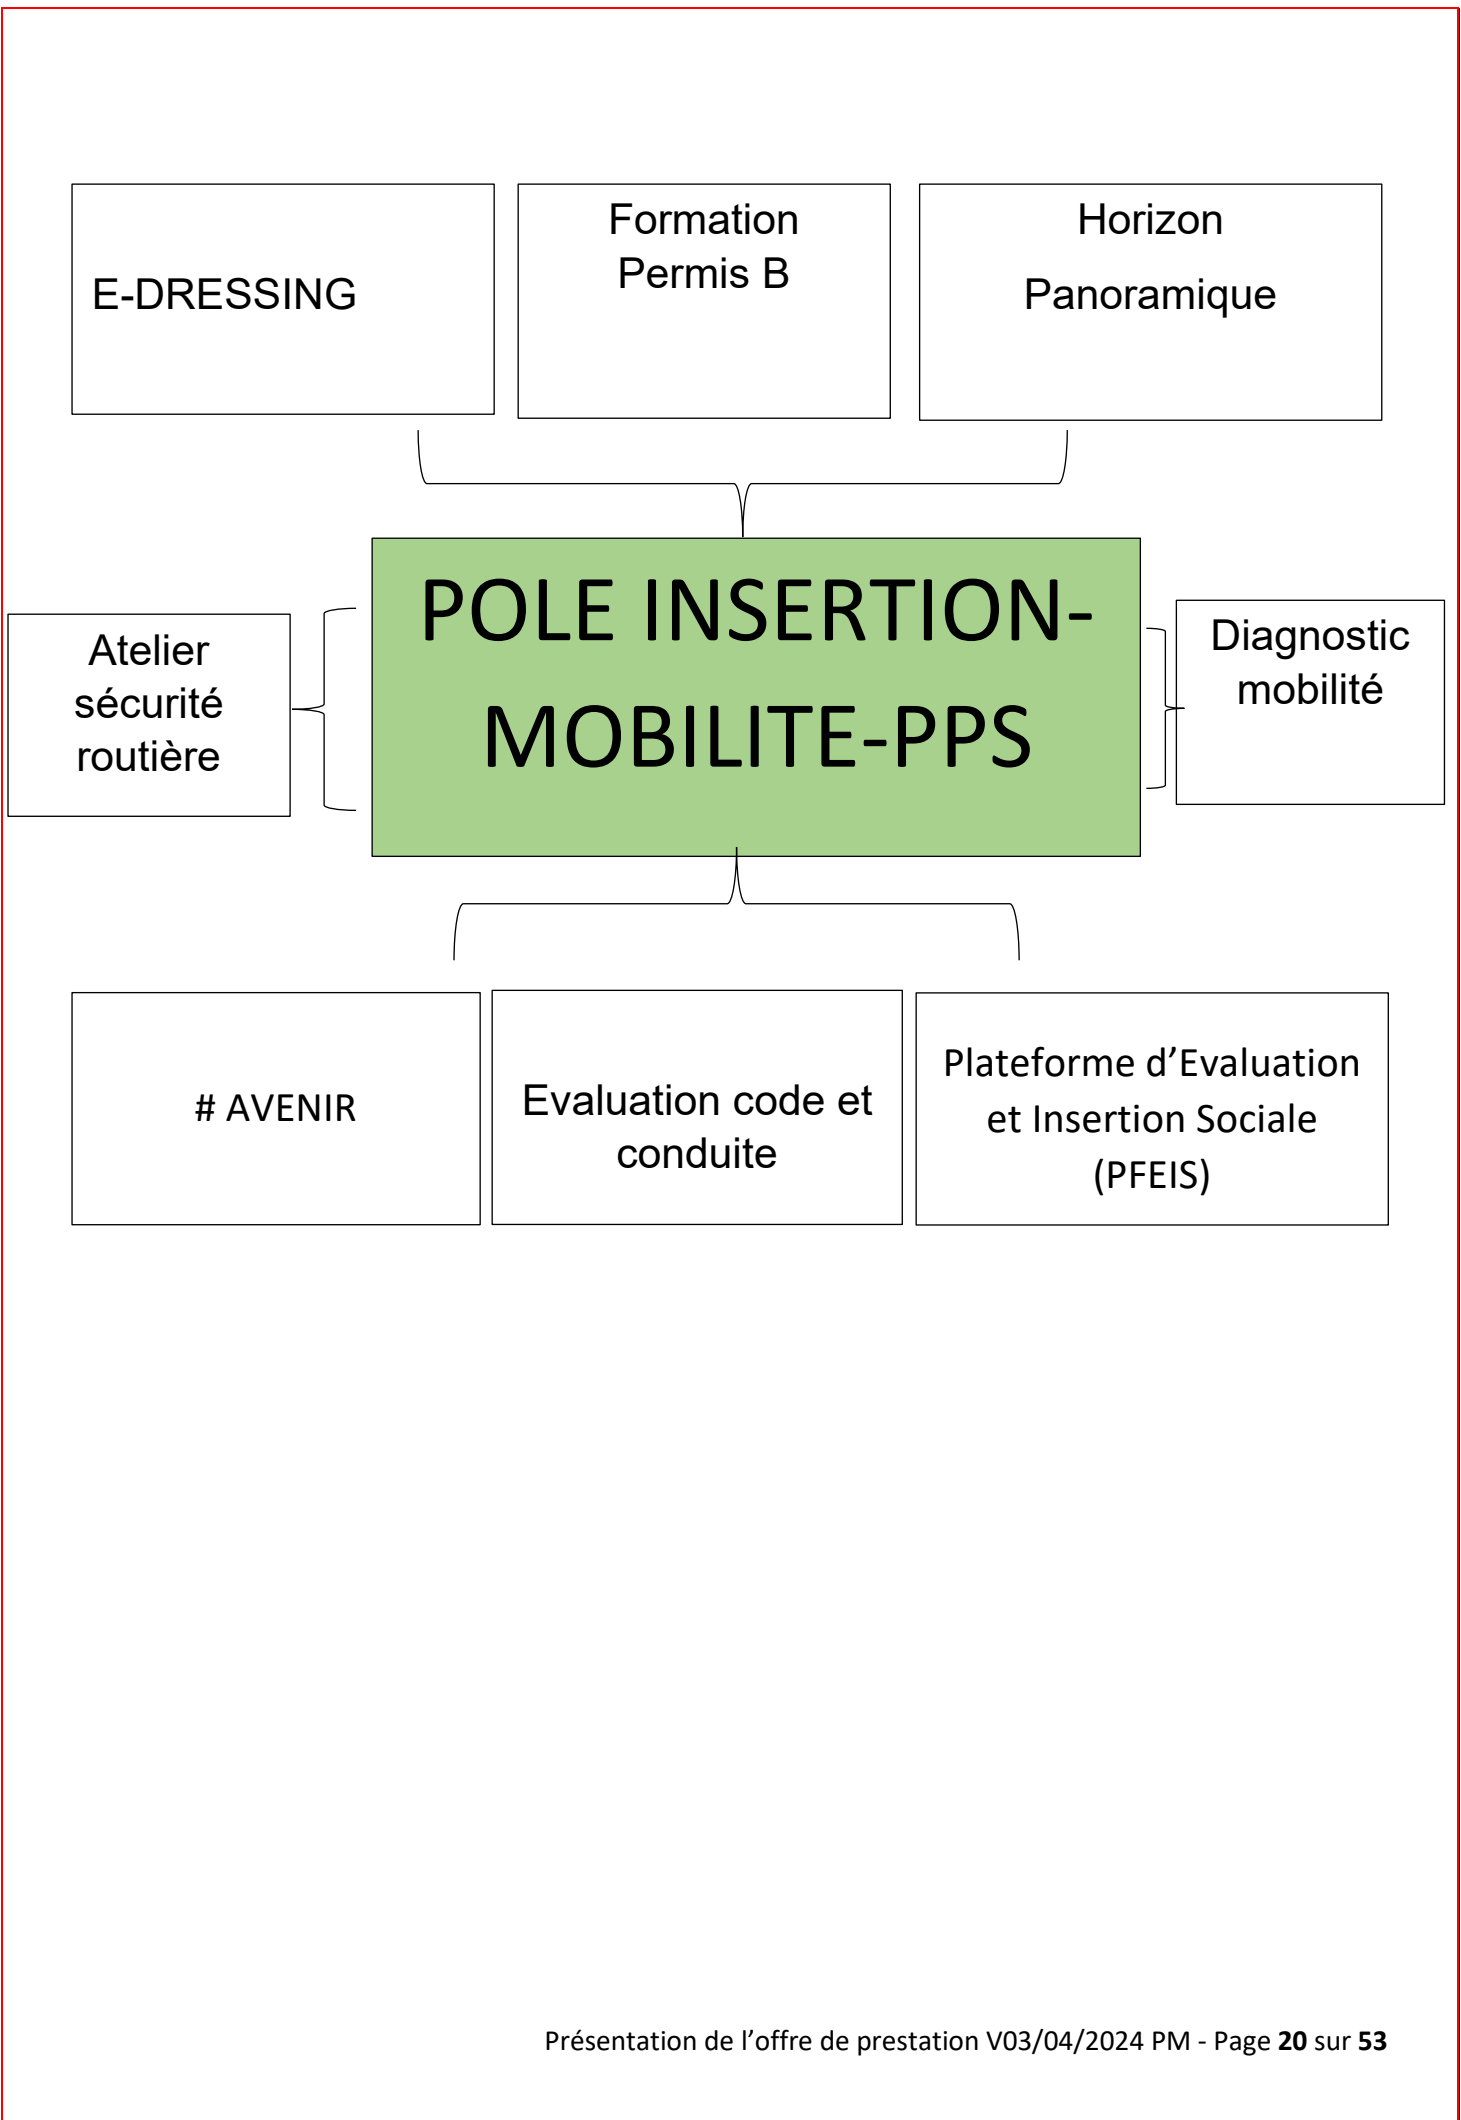 E-DRESSING
Formation
Permis B
Horizon
Panoramique
POLE INSERTION-
MOBILITE-PPS
Atelier
sécurité
routière
Diagnostic
mobilité
# AVENIR
Evaluation code et
conduite
Plateforme d’Evaluation
et Insertion Sociale
(PFEIS)
Présentation de l’offre de prestation V03/04/2024 PM - Page 20 sur 53